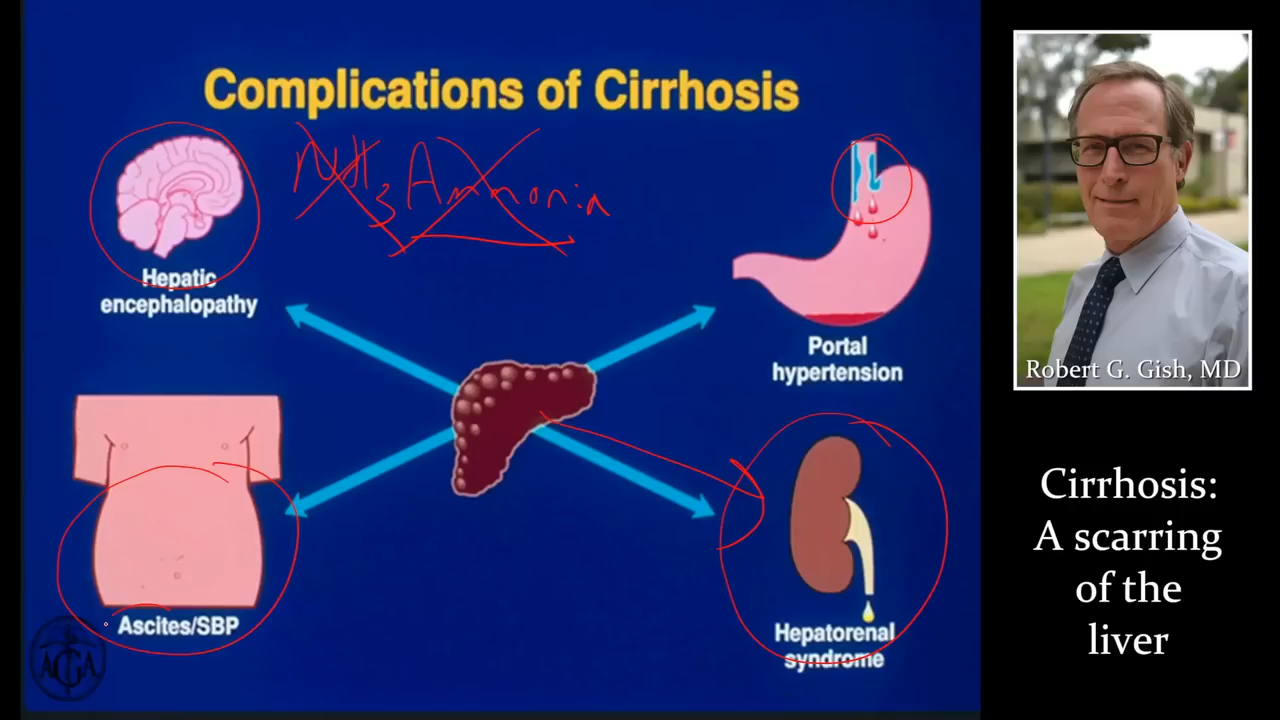 Complications of Cirrhosis
NH3 Ammonia
Hepatic
encephalopathy
Portal
hypertension
Ascites/SBP
Hepatorenal
syndrome
AGA
Robert G. Gish, MD
Cirrhosis:
A scarring
of the
liver